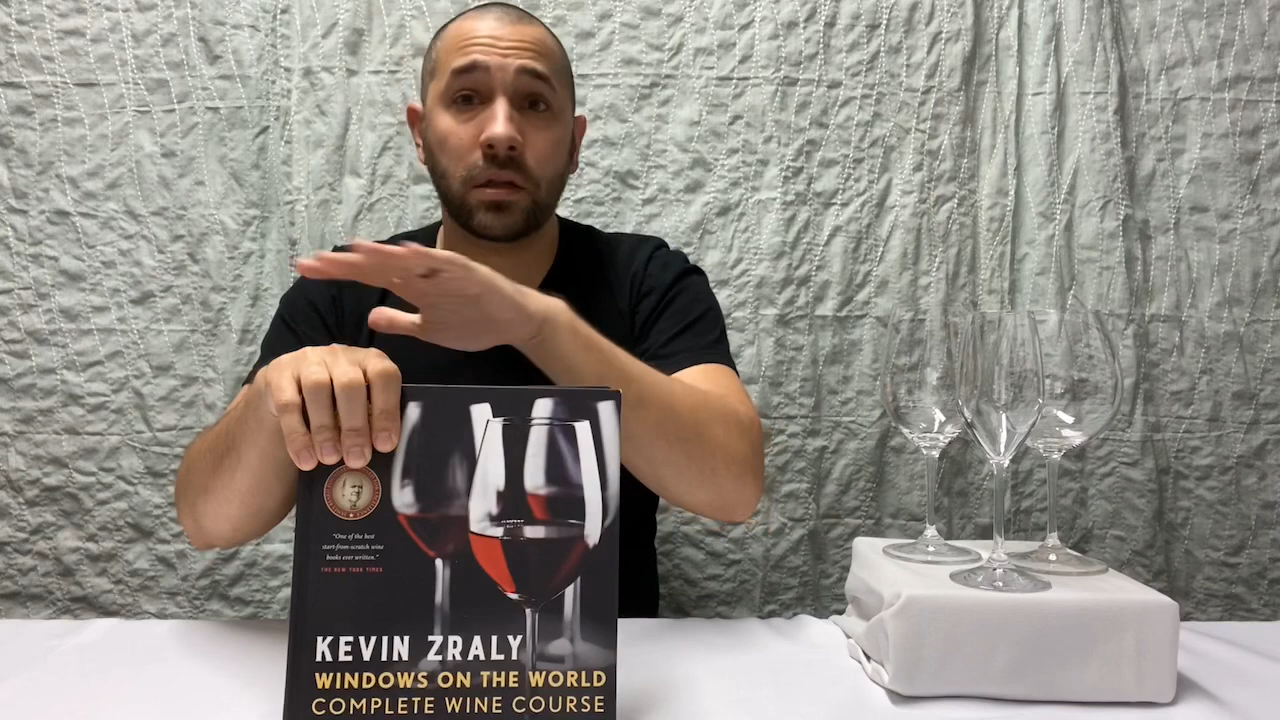 "One of the best
start-from-scratch wine
books ever written."
THE NEW YORK TIMES
KEVIN ZRALY
WINDOWS ON THE WORLD
COMPLETE WINE COURSE